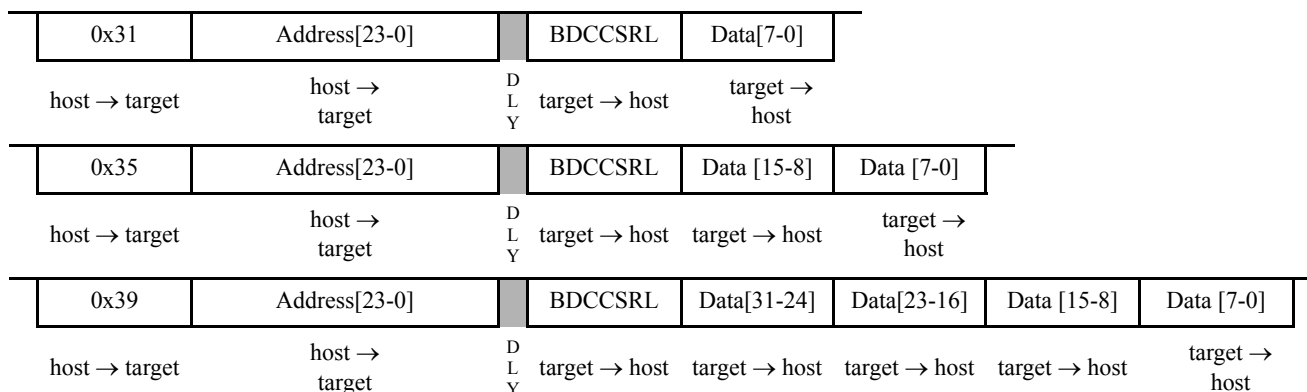 0x31 Address[23-0] BDCCSRL Data[7-0]
host → target host → target D L Y target → host target → host
0x35 Address[23-0] BDCCSRL Data [15-8] Data [7-0]
host → target host → target D L Y target → host target → host target → host
0x39 Address[23-0] BDCCSRL Data[31-24] Data[23-16] Data [15-8] Data [7-0]
host → target host → target D L Y target → host target → host target → host target → host target → host